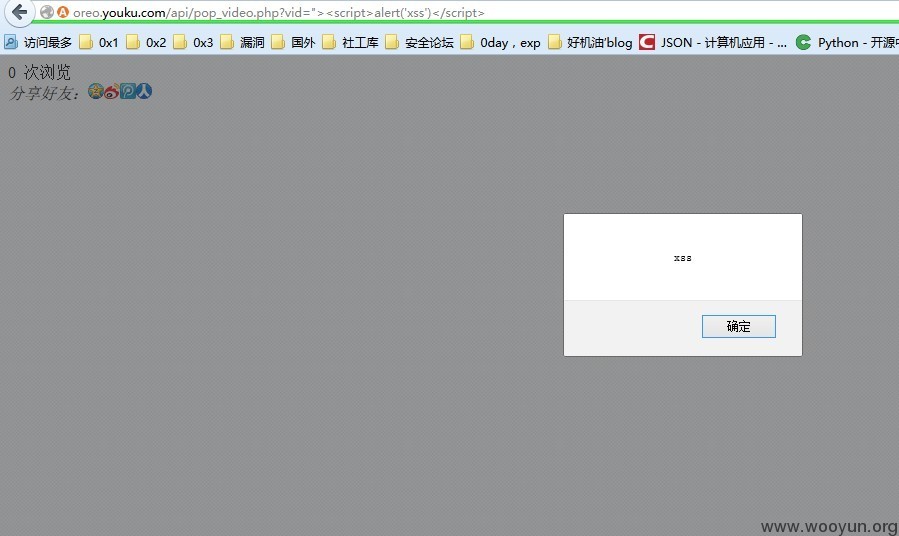 oreo.youku.com/api/pop_video.php?vid="><script>alert('xss')</script>
访问最多 0x1 0x2 0x3 漏洞 国外 社工库 安全论坛 0day，exp 好机油'blog JSON - 计算机应用 - ... Python - 开源中
0 次浏览
分享好友：
xss
确定
www.wooyun.org